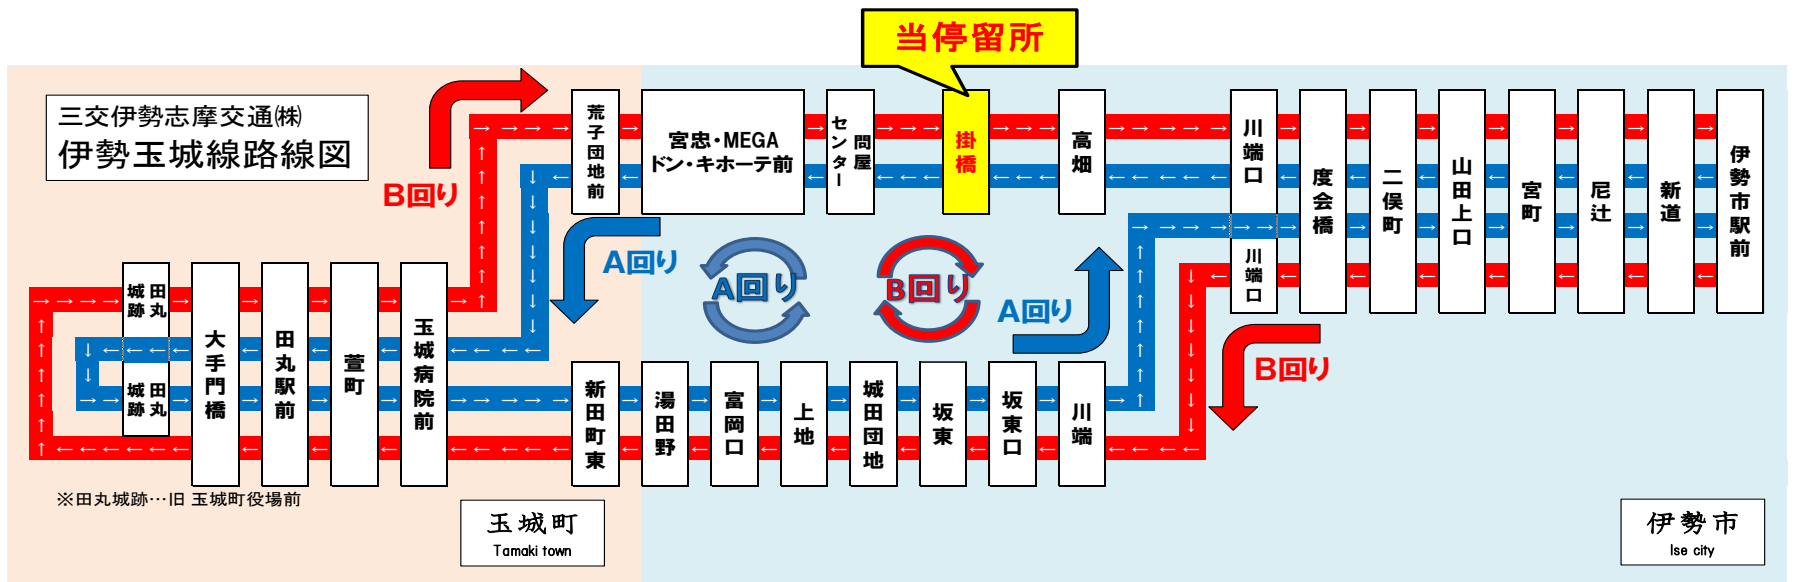 当停留所
三交伊勢志摩交通㈱
伊勢玉城線路線図
B回り
荒子団地前
宮忠・MEGA
ドン・キホーテ前
問屋
センター
掛橋
高畑
川端口
度会橋
二俣町
山田上口
宮町
尼辻
新道
伊勢市駅前
A回り
A回り
B回り
A回り
川端口
B回り
田丸
城跡
田丸
城跡
大手門橋
田丸駅前
萱町
玉城病院前
新田町東
湯田野
富岡口
上地
城田団地
坂東
坂東口
川端
※田丸城跡…旧 玉城町役場前
玉城町
Tamaki town
伊勢市
Ise city